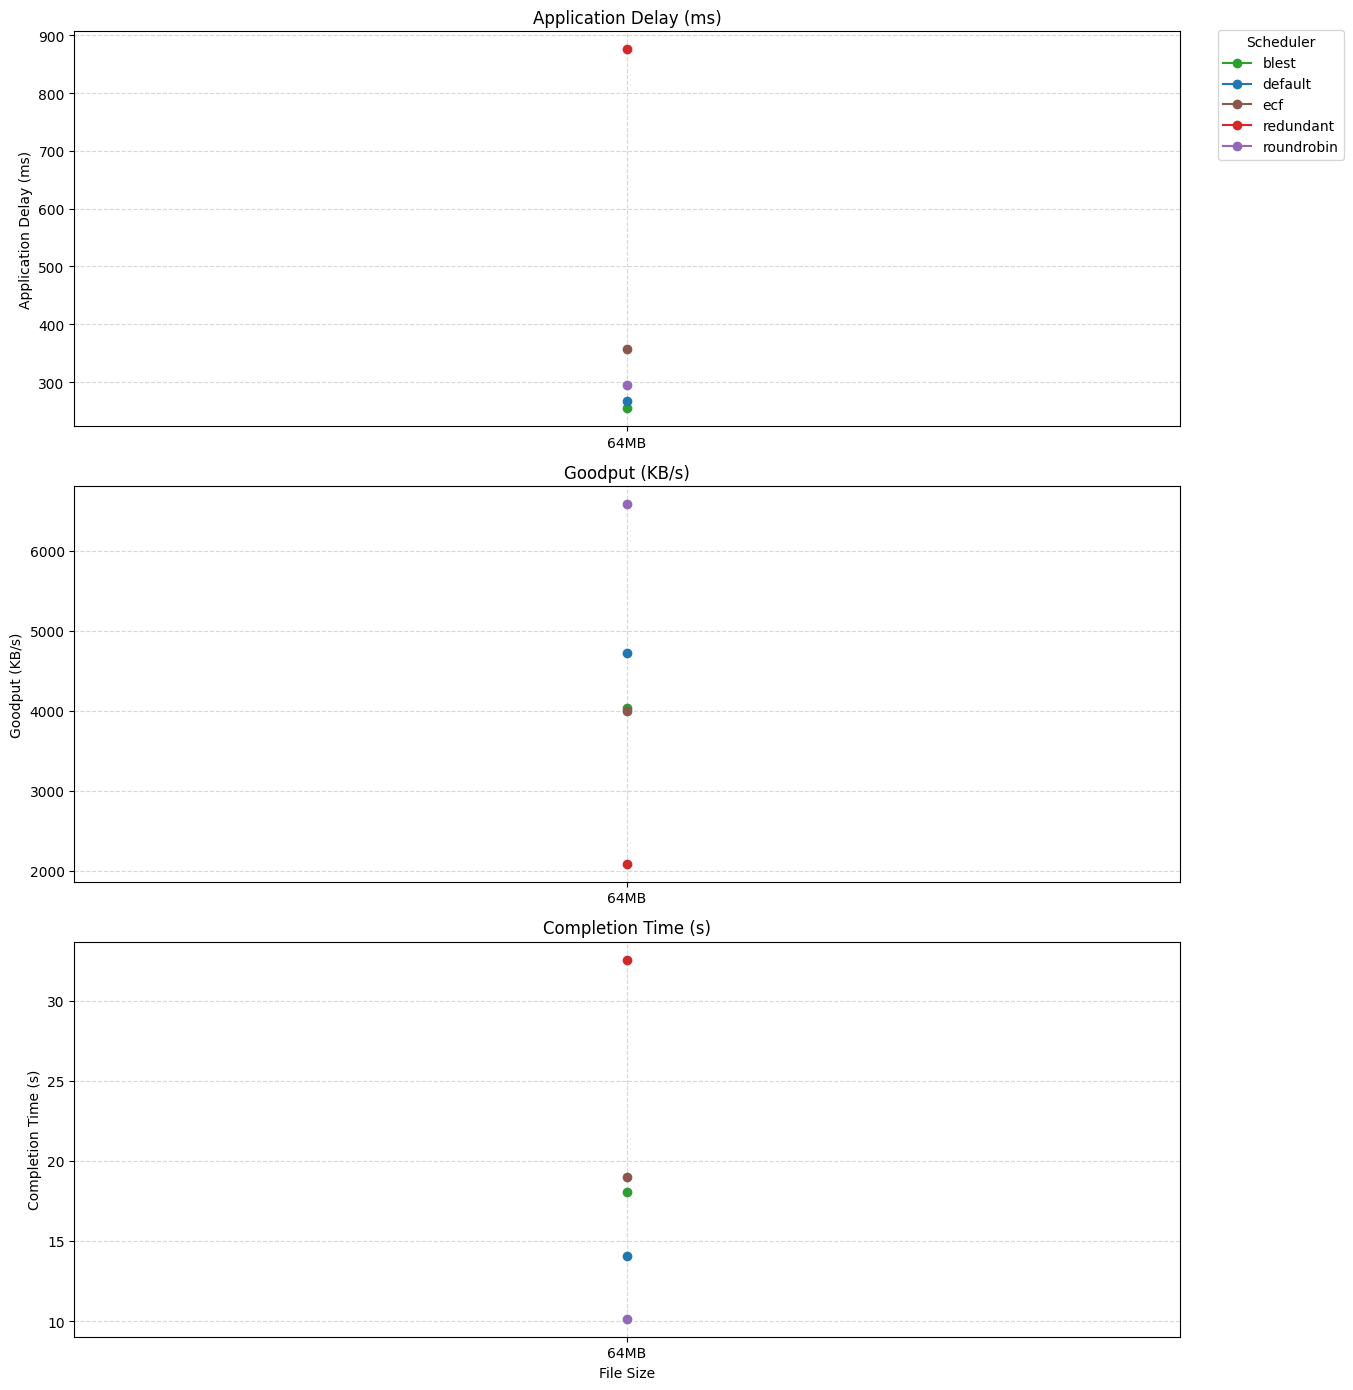 Application Delay (ms)
Scheduler
blest
default
ecf
redundant
roundrobin
Application Delay (ms)
900
800
700
600
500
400
300
64MB
Goodput (KB/s)
Goodput (KB/s)
6000
5000
4000
3000
2000
64MB
Completion Time (s)
Completion Time (s)
30
25
20
15
10
64MB
File Size